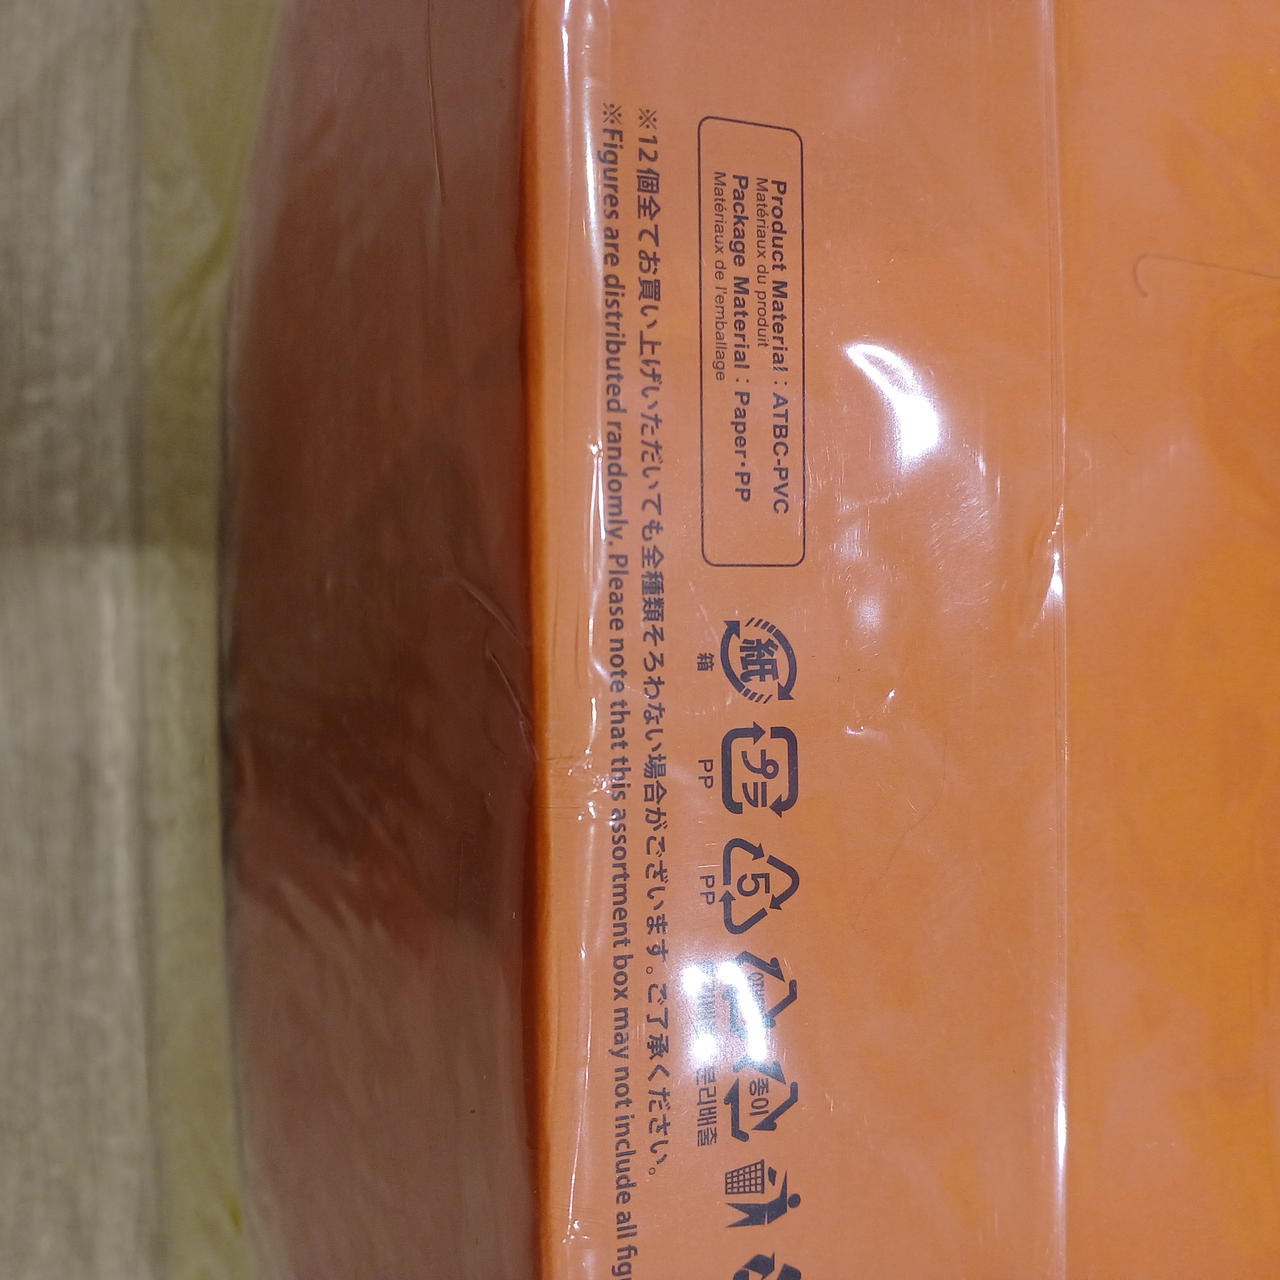 Product Material : ATBC-PVC
Matériaux du produit
Package Material : Paper・PP
Matériaux de l'emballage
紙
箱
プラ
PP
5
PP
종이
분리배출
※12個全てお買い上げいただいても全種類そろわない場合がございます。ご了承ください。
※Figures are distributed randomly. Please note that this assortment box may not include all